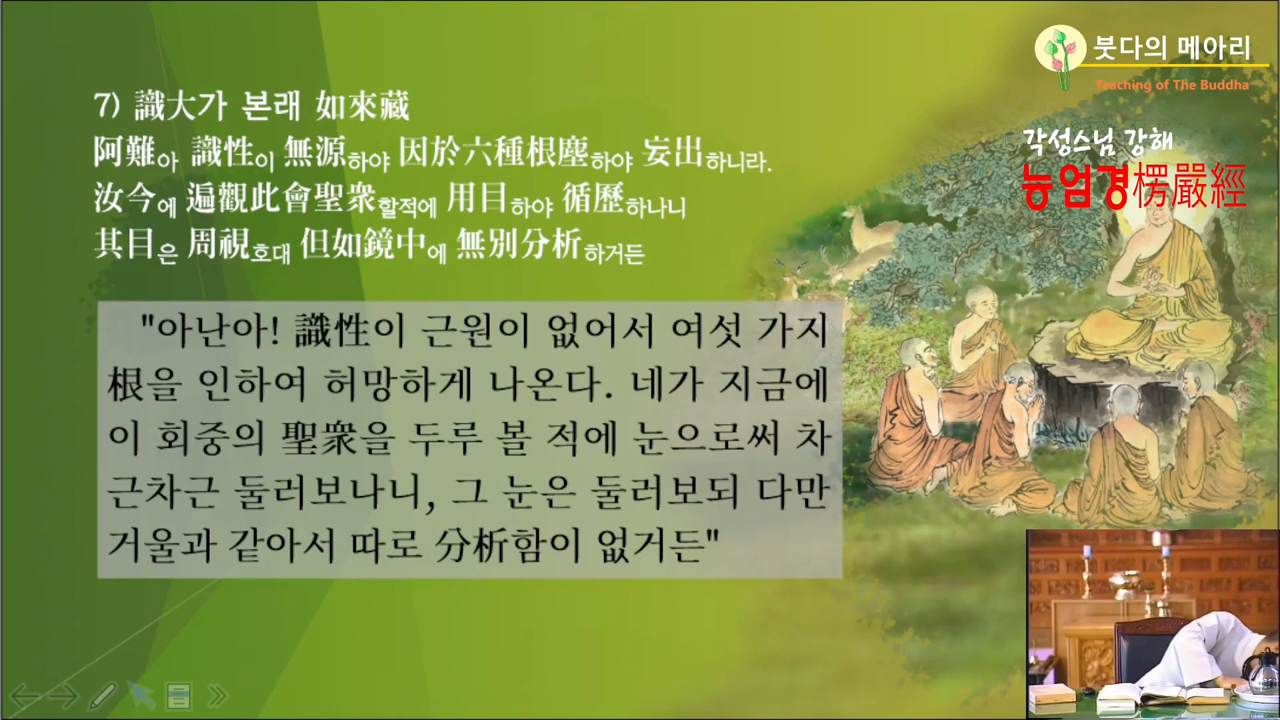 붓다의 메아리
Teaching of The Buddha
각성스님 강해
능엄경楞嚴經
7) 識大가 본래 如來藏
阿難아 識性이 無源하야 因於六種根塵하야 妄出하니라.
汝今에 遍觀此會聖衆할적에 用目하야 循歷하나니
其目은 周視호대 但如鏡中에 無別分析하거든
"아난아! 識性이 근원이 없어서 여섯 가지
根을 인하여 허망하게 나온다. 네가 지금에
이 회중의 聖衆을 두루 볼 적에 눈으로써 차
근차근 둘러보나니, 그 눈은 둘러보되 다만
거울과 같아서 따로 分析함이 없거든"